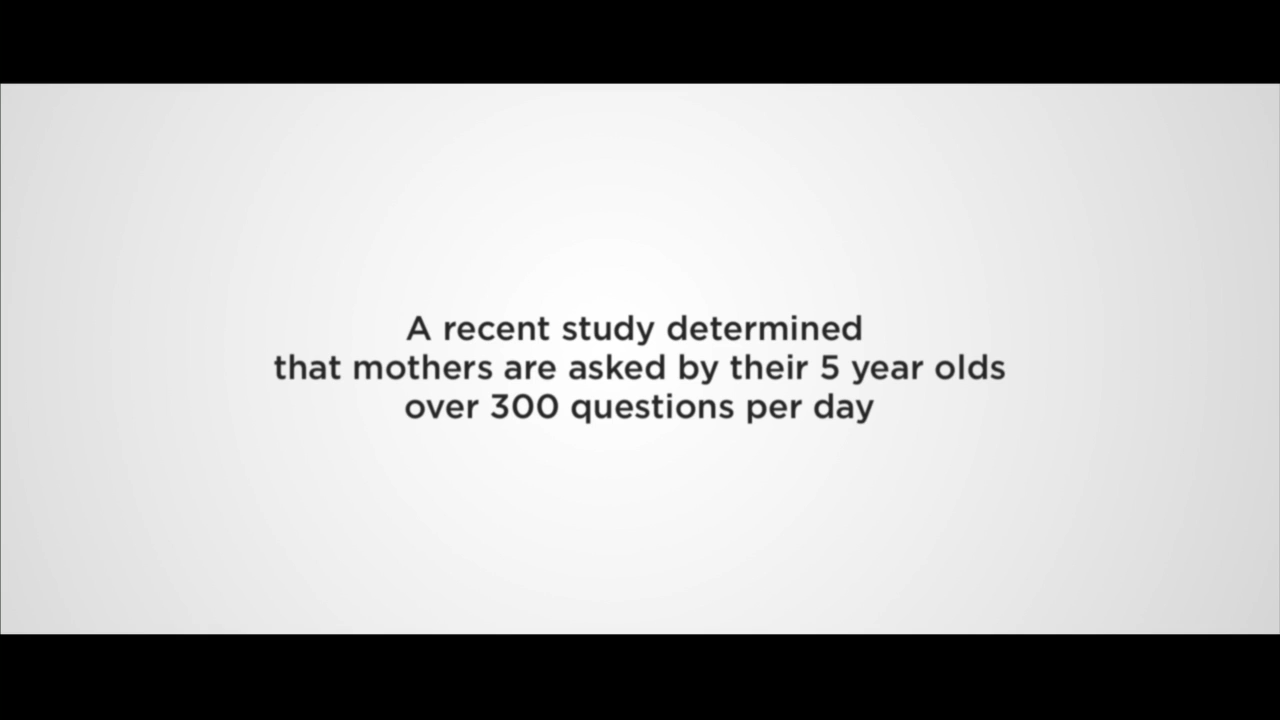 A recent study determined
that mothers are asked by their 5 year olds
over 300 questions per day